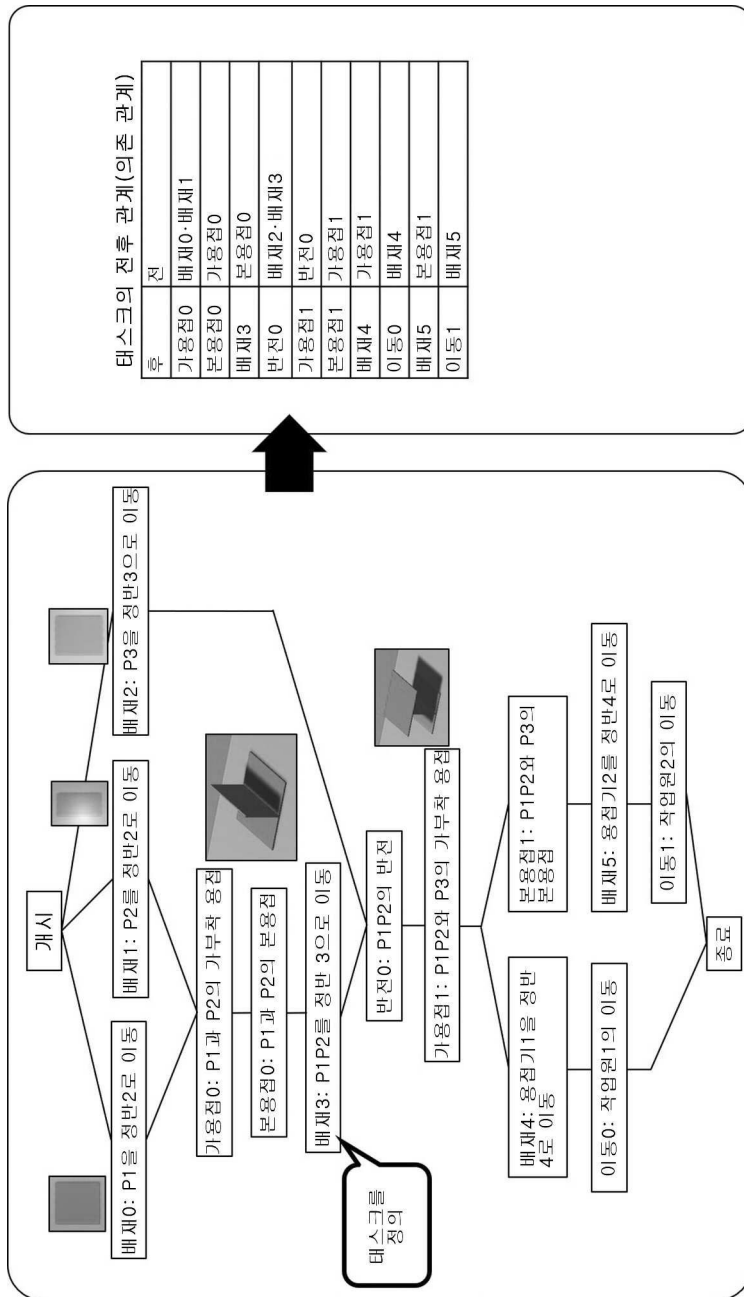 개시
배재0: P1을 정반2로 이동
배재1: P2를 정반2로 이동
배재2: P3을 정반3으로 이동
가용접0: P1과 P2의 가부착 용접
본용접0: P1과 P2의 본용접
배재3: P1P2를 정반 3으로 이동
태스크를
정의
반전0: P1P2의 반전
가용접1: P1P2와 P3의 가부착 용접
배재4: 용접기1을 정반
4로 이동
본용접1: P1P2와 P3의
본용접
이동0: 작업원1의 이동
배재5: 용접기2를 정반4로 이동
이동1: 작업원2의 이동
종료
태스크의 전후 관계(의존 관계)
후 전
가용접0 배재0·배재1
본용접0 가용접0
배재3 본용접0
반전0 배재2·배재3
가용접1 반전0
본용접1 가용접1
배재4 가용접1
이동0 배재4
배재5 본용접1
이동1 배재5